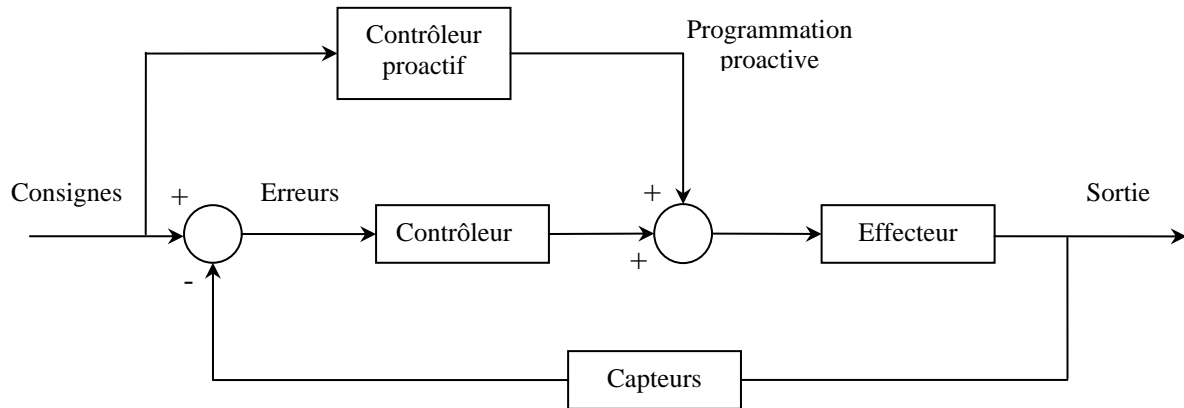 Contrôleur
proactif
Programmation
proactive
Consignes
+
Erreurs
Contrôleur
+
+
Effecteur
Sortie
-
Capteurs